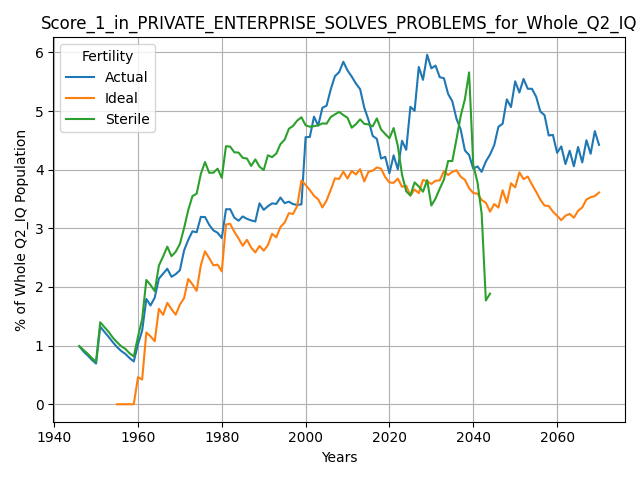 Score_1_in_PRIVATE_ENTERPRISE_SOLVES_PROBLEMS_for_Whole_Q2_IQ
Fertility
Actual
Ideal
Sterile
% of Whole Q2_IQ Population
6
5
4
3
2
1
0
1940
1960
1980
2000
2020
2040
2060
Years